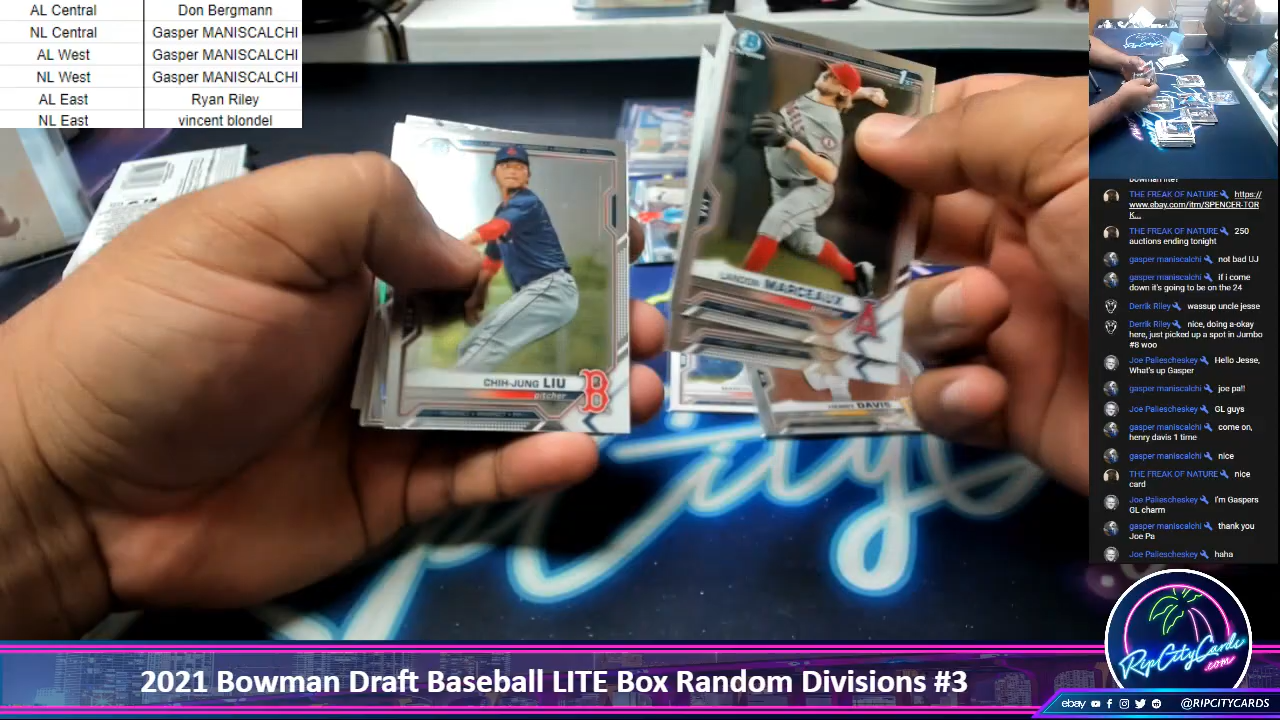 AL Central Don Bergmann
NL Central Gasper MANISCALCHI
AL West Gasper MANISCALCHI
NL West Gasper MANISCALCHI
AL East Ryan Riley
NL East vincent blondel
1st
LANDON MARCEAUX
A
CHIH-JUNG LIU
pitcher
B
HENRY DAVIS
City
bowman lite?
THE FREAK OF NATURE https://
www.ebay.com/itm/SPENCER-TOR
K...
THE FREAK OF NATURE 250
auctions ending tonight
gasper maniscalchi not bad UJ
gasper maniscalchi if i come
down it's going to be on the 24
Derrik Riley wassup uncle jesse
Derrik Riley nice, doing a-okay
here, just picked up a spot in Jumbo
#8 woo
Joe Paliescheskey Hello Jesse,
What's up Gasper
gasper maniscalchi joe pa!!
Joe Paliescheskey GL guys
gasper maniscalchi come on,
henry davis 1 time
gasper maniscalchi nice
THE FREAK OF NATURE nice
card
Joe Paliescheskey I'm Gaspers
GL charm
gasper maniscalchi thank you
Joe Pa
Joe Paliescheskey haha
RipCityCards
.com
2021 Bowman Draft Baseball LITE Box Random Divisions #3
ebay @RIPCITYCARDS